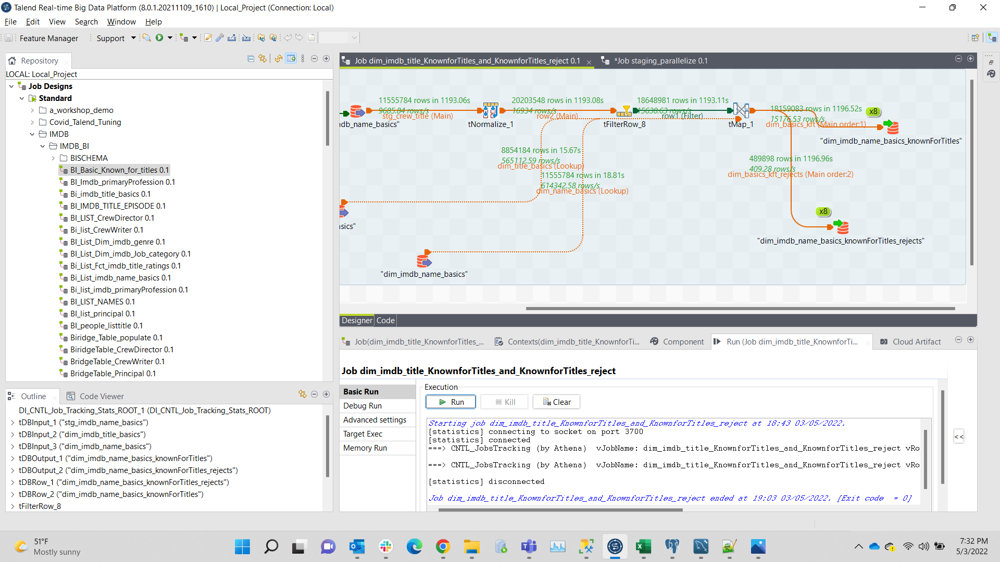 Talend Real-time Big Data Platform (8.0.1.20211109_1610) | Local_Project (Connection: Local)
File Edit View Search Window Help
Feature Manager Support
Repository
LOCAL: Local_Project
Job Designs
Standard
a_workshop_demo
Covid_Talend_Tuning
IMDB
IMDB_BI
BISCHEMA
BI_Basic_Known_for_titles 0.1
BI_Imdb_primaryProfession 0.1
Bi_imdb_title_basics 0.1
BI_IMDB_TITLE_EPISODE 0.1
BI_LIST_CrewDirector 0.1
Bi_list_CrewWriter 0.1
BI_List_Dim_imdb_genre 0.1
BI_List_Dim_imdb_Job_category 0.1
Bi_List_Fct_imdb_title_ratings 0.1
Bi_List_imdb_name_basics 0.1
Bi_list_imdb_primaryProfession 0.1
BI_LIST_NAMES 0.1
BI_list_principal 0.1
BI_people_listtitle 0.1
Biridge_Table_populate 0.1
BiridgeTable_CrewDirector 0.1
BridgeTable_CrewWriter 0.1
BridgeTable_Principal 0.1
Outline Code Viewer
DI_CNTL_Job_Tracking_Stats_ROOT_1 (DI_CNTL_Job_Tracking_Stats_ROOT)
tDBInput_1 ("stg_imdb_name_basics")
tDBInput_2 ("dim_imdb_title_basics")
tDBInput_3 ("dim_imdb_name_basics")
tDBOutput_1 ("dim_imdb_name_basics_knownForTitles")
tDBOutput_2 ("dim_imdb_name_basics_knownForTitles_rejects")
tDBRow_1 ("dim_imdb_name_basics_knownForTitles_rejects")
tDBRow_2 ("dim_imdb_name_basics_knownForTitles")
tFilterRow_8
Job dim_imdb_title_KnownforTitles_and_KnownforTitles_reject 0.1 *Job staging_parallelize 0.1
11555784 rows in 1193.06s
9685.84 rows/s
stg_crew_title (Main)
20203548 rows in 1193.08s
16934 rows/s
row2 (Main)
18648981 rows in 1193.11s
15630.63 rows/s
row1 (Filter)
18159083 rows in 1196.52s
15176.53 rows/s
dim_basics_kft (Main order:1)
x8
mdb_name_basics"
tNormalize_1
tFilterRow_8
tMap_1
"dim_imdb_name_basics_knownForTitles"
8854184 rows in 15.67s
565112.59 rows/s
dim_title_basics (Lookup)
11555784 rows in 18.81s
614342.58 rows/s
dim_name_basics (Lookup)
489898 rows in 1196.96s
409.28 rows/s
dim_basics_kft_rejects (Main order:2)
x8
asics"
"dim_imdb_name_basics_knownForTitles_rejects"
"dim_imdb_name_basics"
Designer Code
Job(dim_imdb_title_KnownforTitles_... Contexts(dim_imdb_title_KnownforTi... Component Run (Job dim_imdb_title_KnownforTi... Cloud Artifact
Job dim_imdb_title_KnownforTitles_and_KnownforTitles_reject
Basic Run
Debug Run
Advanced settings
Target Exec
Memory Run
Execution
Run Kill Clear
Starting job dim_imdb_title_KnownforTitles_and_KnownforTitles_reject at 18:43 03/05/2022.
[statistics] connecting to socket on port 3700
[statistics] connected
===> CNTL_JobsTracking (by Athena) vJobName: dim_imdb_title_KnownforTitles_and_KnownforTitles_reject vRo
===> CNTL_JobsTracking (by Athena) vJobName: dim_imdb_title_KnownforTitles_and_KnownforTitles_reject vRo
[statistics] disconnected
Job dim_imdb_title_KnownforTitles_and_KnownforTitles_reject ended at 19:03 03/05/2022. [Exit code = 0]
<<
51°F
Mostly sunny
7:32 PM
5/3/2022